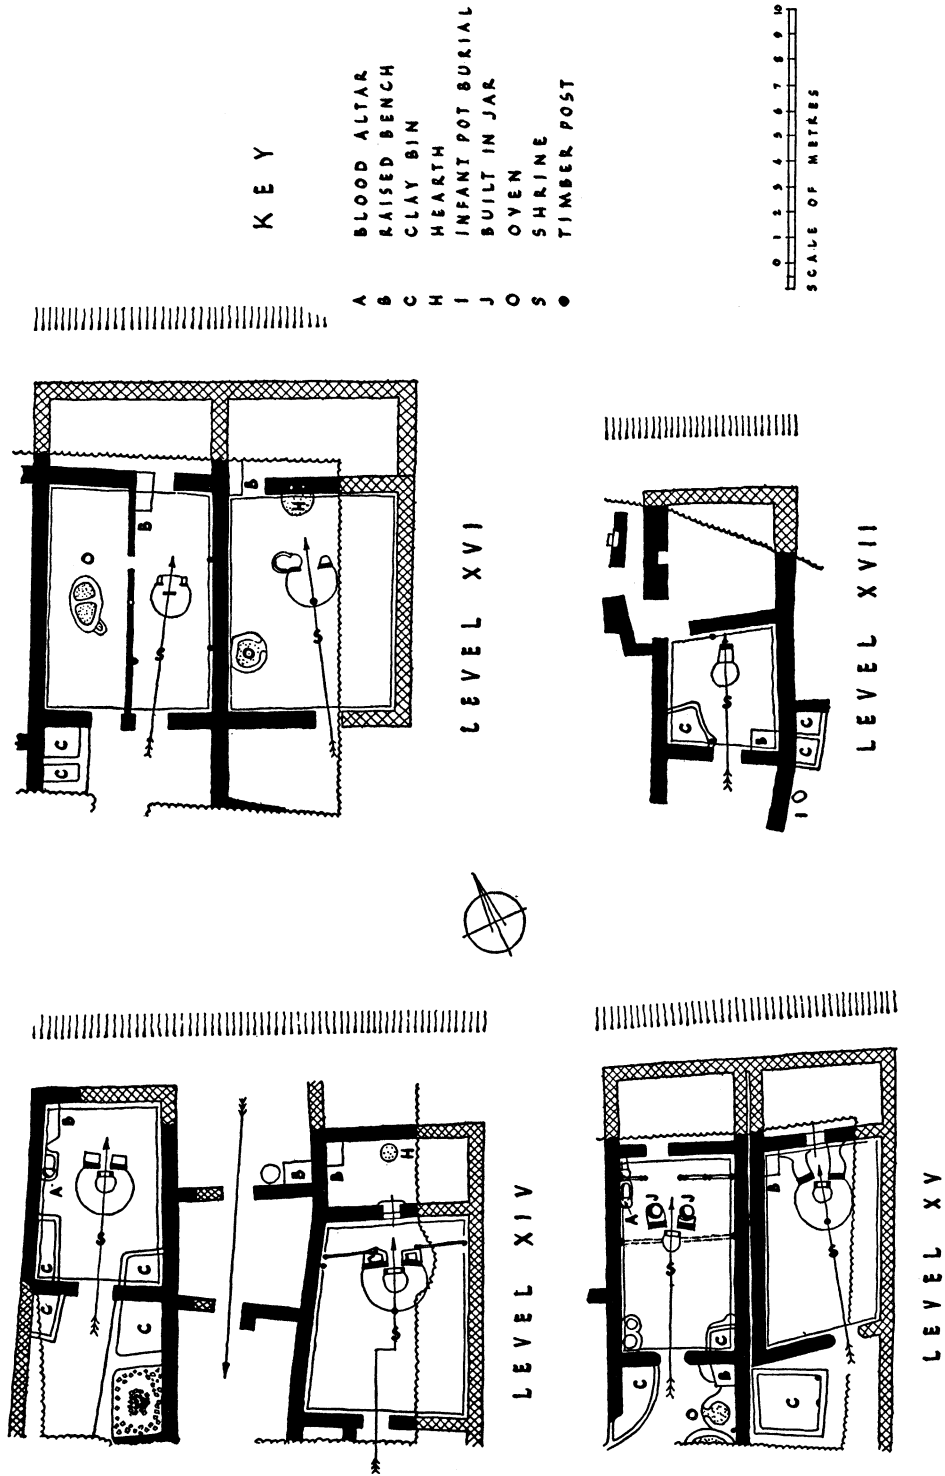 C
C
C
C
S
A
B
B
B
S
H
LEVEL XIV
C
A
J
S
J
O
B
C
B
S
C
LEVEL XV
C C
O
S
B
O
S
H
B
LEVEL XVI
C
S
B
C C
I O
LEVEL XVII
KEY
A BLOOD ALTAR
B RAISED BENCH
C CLAY BIN
H HEARTH
I INFANT POT BURIAL
J BUILT IN JAR
O OVEN
S SHRINE
● TIMBER POST
0 1 2 3 4 5 6 7 8 9 10
SCALE OF METRES